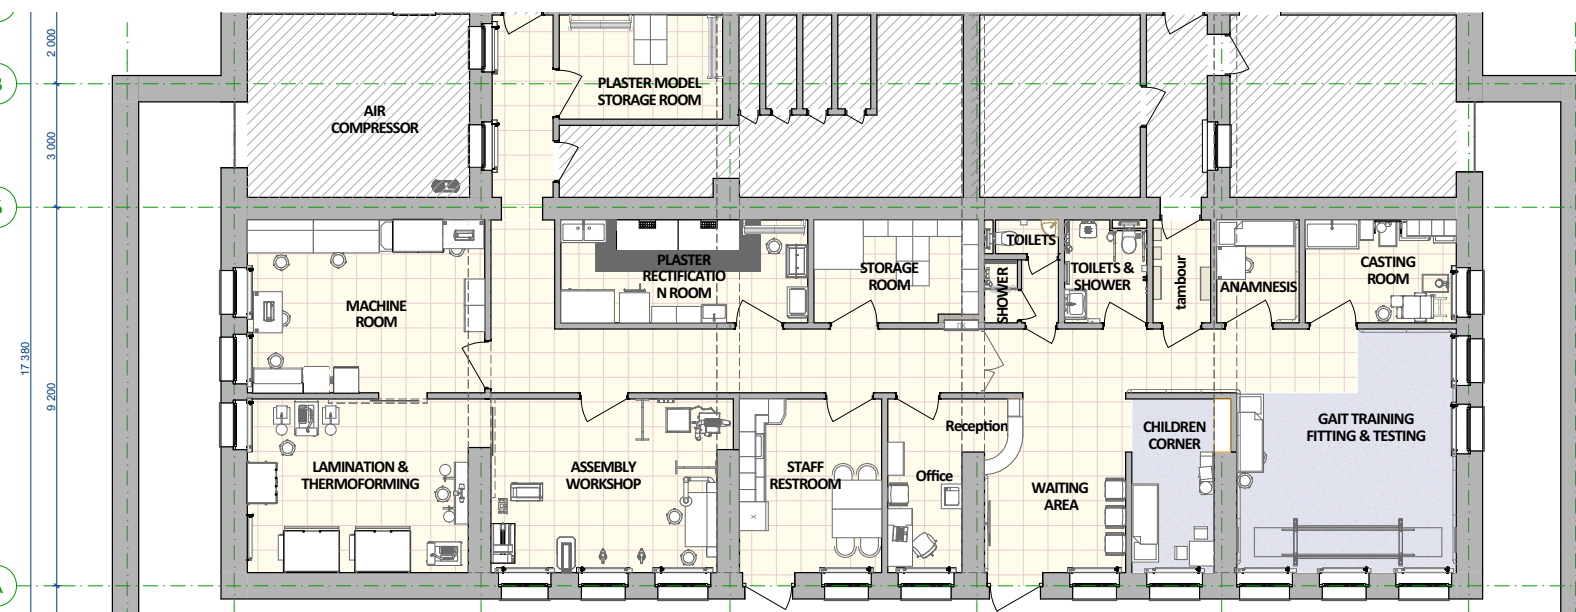 2 000
3 000
17 380
9 200
AIR
COMPRESSOR
PLASTER MODEL
STORAGE ROOM
MACHINE
ROOM
PLASTER
RECTIFICATIO
N ROOM
STORAGE
ROOM
TOILETS
SHOWER
TOILETS &
SHOWER
tambour
ANAMNESIS
CASTING
ROOM
LAMINATION &
THERMOFORMING
ASSEMBLY
WORKSHOP
STAFF
RESTROOM
Reception
Office
WAITING
AREA
CHILDREN
CORNER
GAIT TRAINING
FITTING & TESTING
X